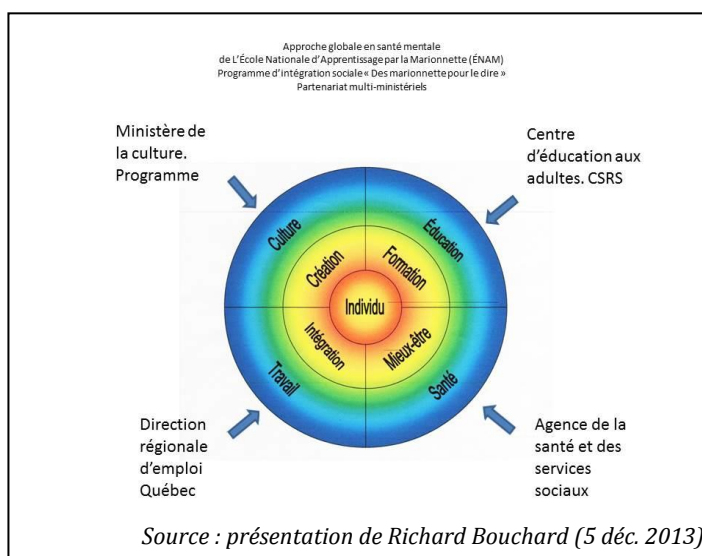 Approche globale en santé mentale
de L'École Nationale d'Apprentissage par la Marionnette (ÉNAM)
Programme d'intégration sociale « Des marionnette pour le dire »
Partenariat multi-ministériels
Ministère de
la culture.
Programme
Centre
d'éducation aux
adultes. CSRS
Culture
Éducation
Création
Formation
Individu
Intégration
Mieux-être
Travail
Santé
Direction
régionale
d'emploi
Québec
Agence de la
santé et des
services
sociaux
Source : présentation de Richard Bouchard (5 déc. 2013)